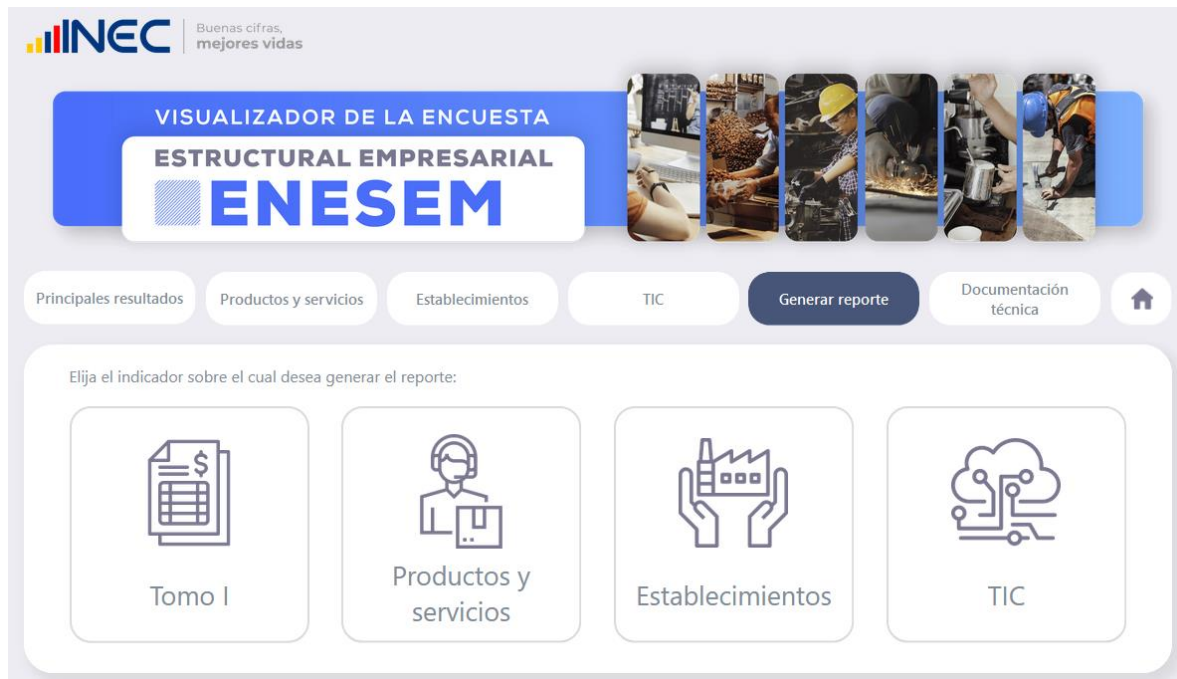 INEC
Buenas cifras,
mejores vidas
VISUALIZADOR DE LA ENCUESTA
ESTRUCTURAL EMPRESARIAL
ENESEM
Principales resultados
Productos y servicios
Establecimientos
TIC
Generar reporte
Documentación
técnica
Elija el indicador sobre el cual desea generar el reporte:
$
Tomo I
Productos y
servicios
Establecimientos
TIC